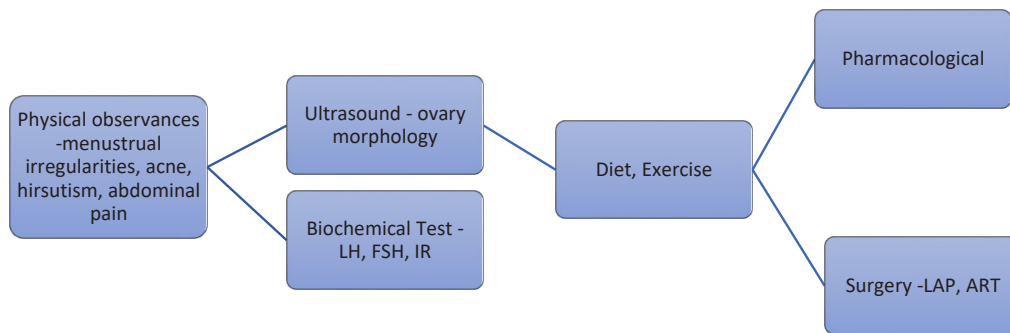 Physical observances
-menustrual
irregularities, acne,
hirsutism, abdominal
pain
Ultrasound - ovary
morphology
Biochemical Test -
LH, FSH, IR
Diet, Exercise
Pharmacological
Surgery -LAP, ART